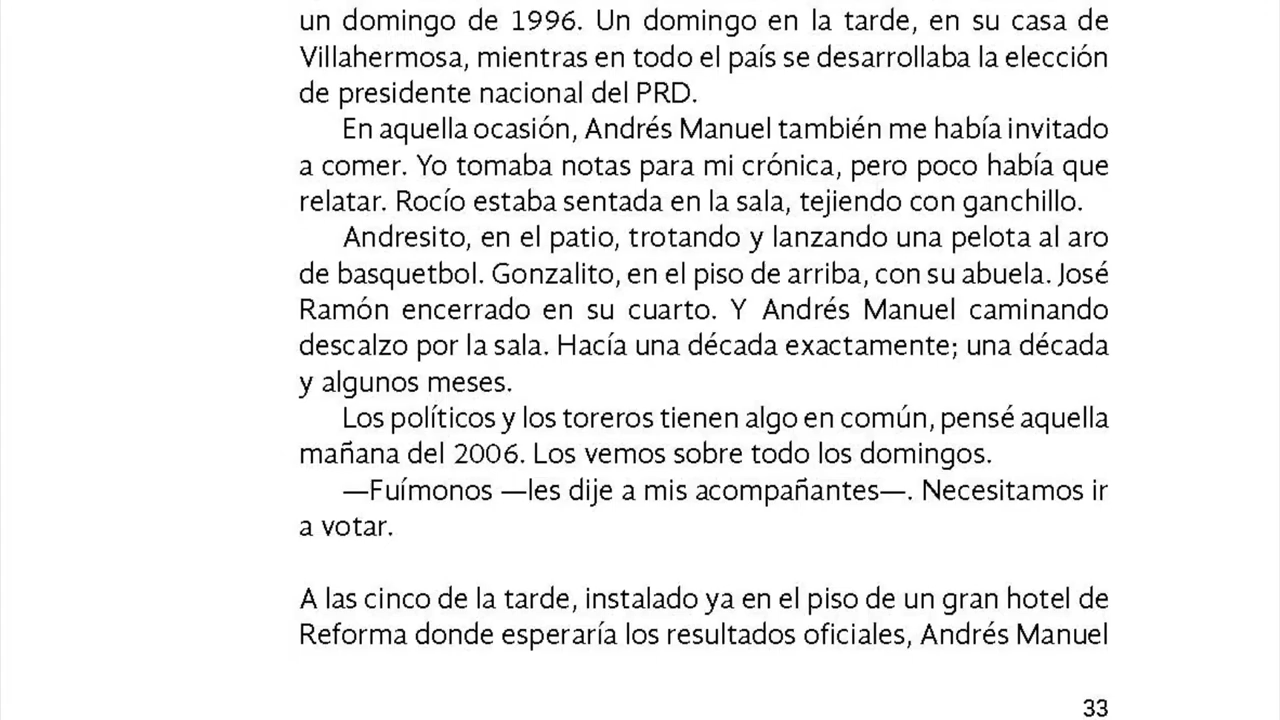 un domingo de 1996. Un domingo en la tarde, en su casa de
Villahermosa, mientras en todo el país se desarrollaba la elección
de presidente nacional del PRD.
En aquella ocasión, Andrés Manuel también me había invitado
a comer. Yo tomaba notas para mi crónica, pero poco había que
relatar. Rocío estaba sentada en la sala, tejiendo con ganchillo.
Andresito, en el patio, trotando y lanzando una pelota al aro
de basquetbol. Gonzalito, en el piso de arriba, con su abuela. José
Ramón encerrado en su cuarto. Y Andrés Manuel caminando
descalzo por la sala. Hacía una década exactamente; una década
y algunos meses.
Los políticos y los toreros tienen algo en común, pensé aquella
mañana del 2006. Los vemos sobre todo los domingos.
—Fuímonos —les dije a mis acompañantes—. Necesitamos ir
a votar.
A las cinco de la tarde, instalado ya en el piso de un gran hotel de
Reforma donde esperaría los resultados oficiales, Andrés Manuel
33